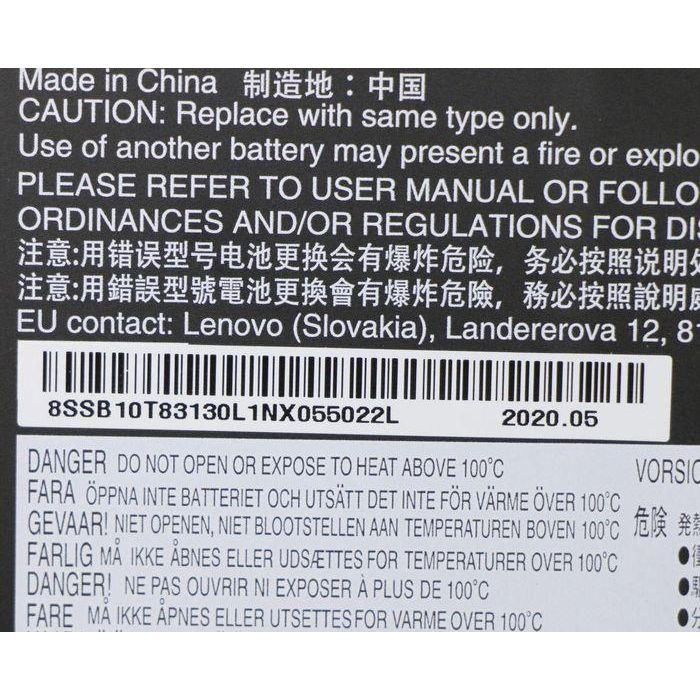 Made in China 制造地：中国
CAUTION: Replace with same type only.
Use of another battery may present a fire or explo
PLEASE REFER TO USER MANUAL OR FOLLO
ORDINANCES AND/OR REGULATIONS FOR DIS
注意:用错误型号电池更换会有爆炸危险，务必按照说明处
注意:用錯誤型號電池更換會有爆炸危險，務必按照說明
EU contact: Lenovo (Slovakia), Landererova 12, 8
8SSB10T83130L1NX055022L 2020.05
DANGER DO NOT OPEN OR EXPOSE TO HEAT ABOVE 100°C
FARA ÖPPNA INTE BATTERIET OCH UTSÄTT DET INTE FÖR VÄRME ÖVER 100°C
GEVAAR! NIET OPENEN, NIET BLOOTSTELLEN AAN TEMPERATUREN BOVEN 100°C
FARLIG MÅ IKKE ÅBNES ELLER UDSÆTTES FOR TEMPERATURER OVER 100°C
DANGER! NE PAS OUVRIR NI EXPOSER À PLUS DE 100°C
FARE MÅ IKKE ÅPNES ELLER UTSETTES FOR VARME OVER 100°C
VORSIC
危険 発熱